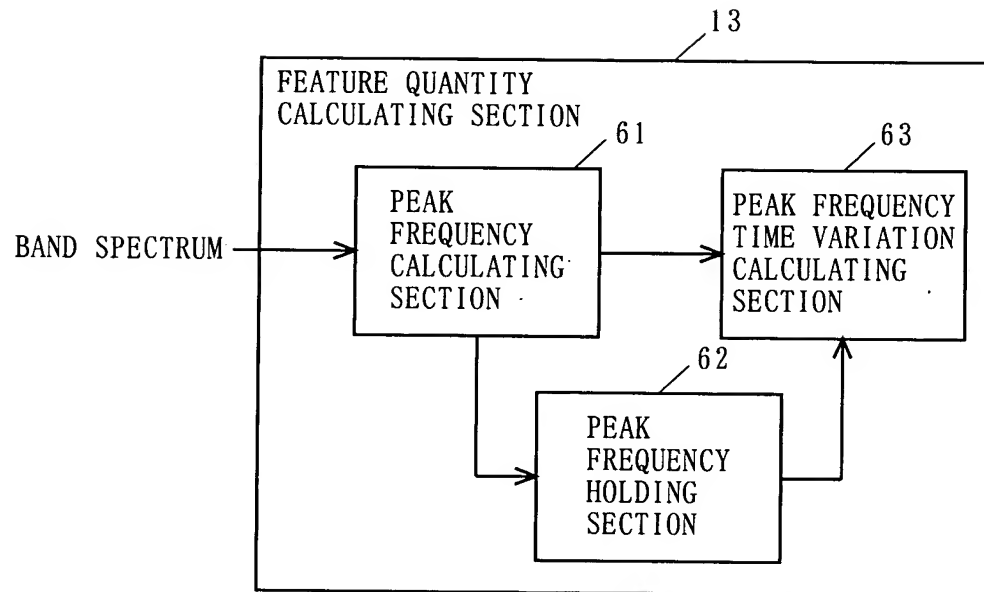 13
FEATURE QUANTITY
CALCULATING SECTION
61
63
PEAK
FREQUENCY
CALCULATING
SECTION
PEAK FREQUENCY
TIME VARIATION
CALCULATING
SECTION
BAND SPECTRUM
62
PEAK
FREQUENCY
HOLDING
SECTION